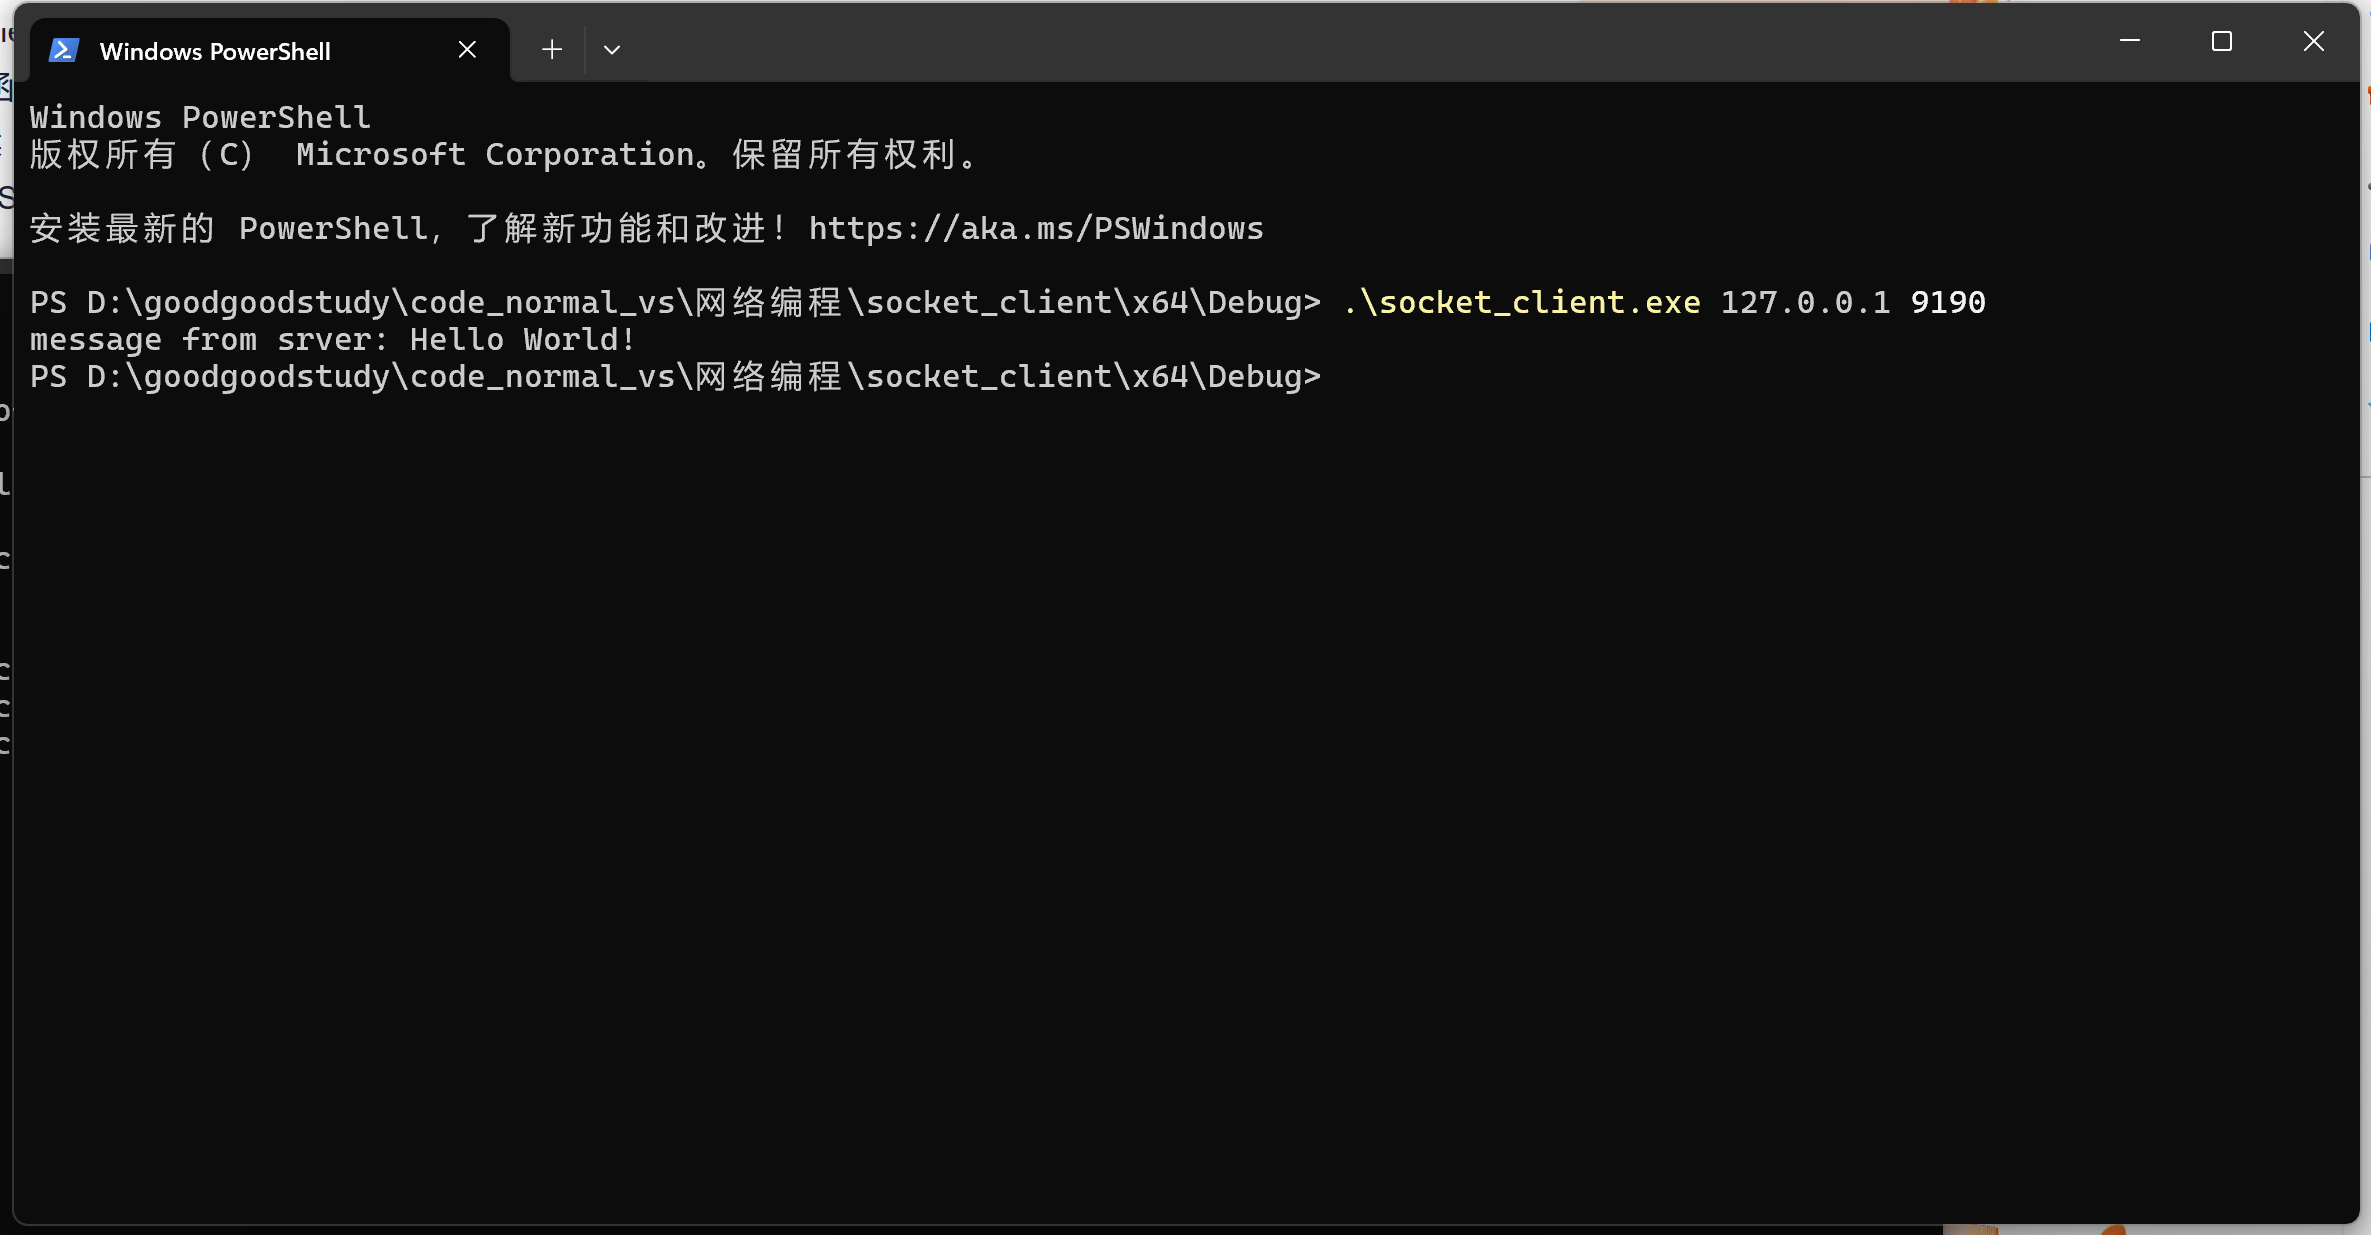 Windows PowerShell
Windows PowerShell
版权所有（C） Microsoft Corporation。保留所有权利。
安装最新的 PowerShell，了解新功能和改进！https://aka.ms/PSWindows
PS D:\goodgoodstudy\code_normal_vs\网络编程\socket_client\x64\Debug> .\socket_client.exe 127.0.0.1 9190
message from srver: Hello World!
PS D:\goodgoodstudy\code_normal_vs\网络编程\socket_client\x64\Debug>